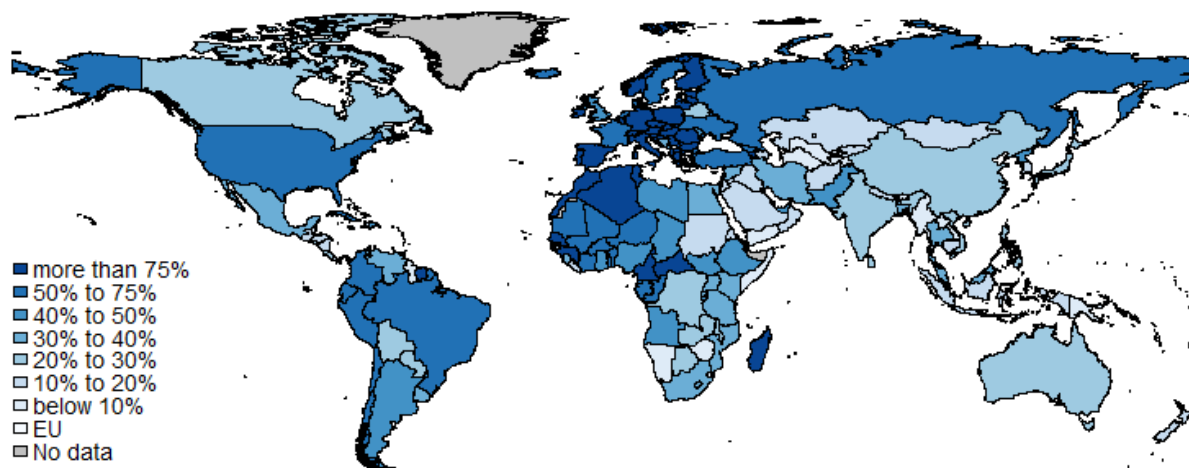 more than 75%
50% to 75%
40% to 50%
30% to 40%
20% to 30%
10% to 20%
below 10%
EU
No data